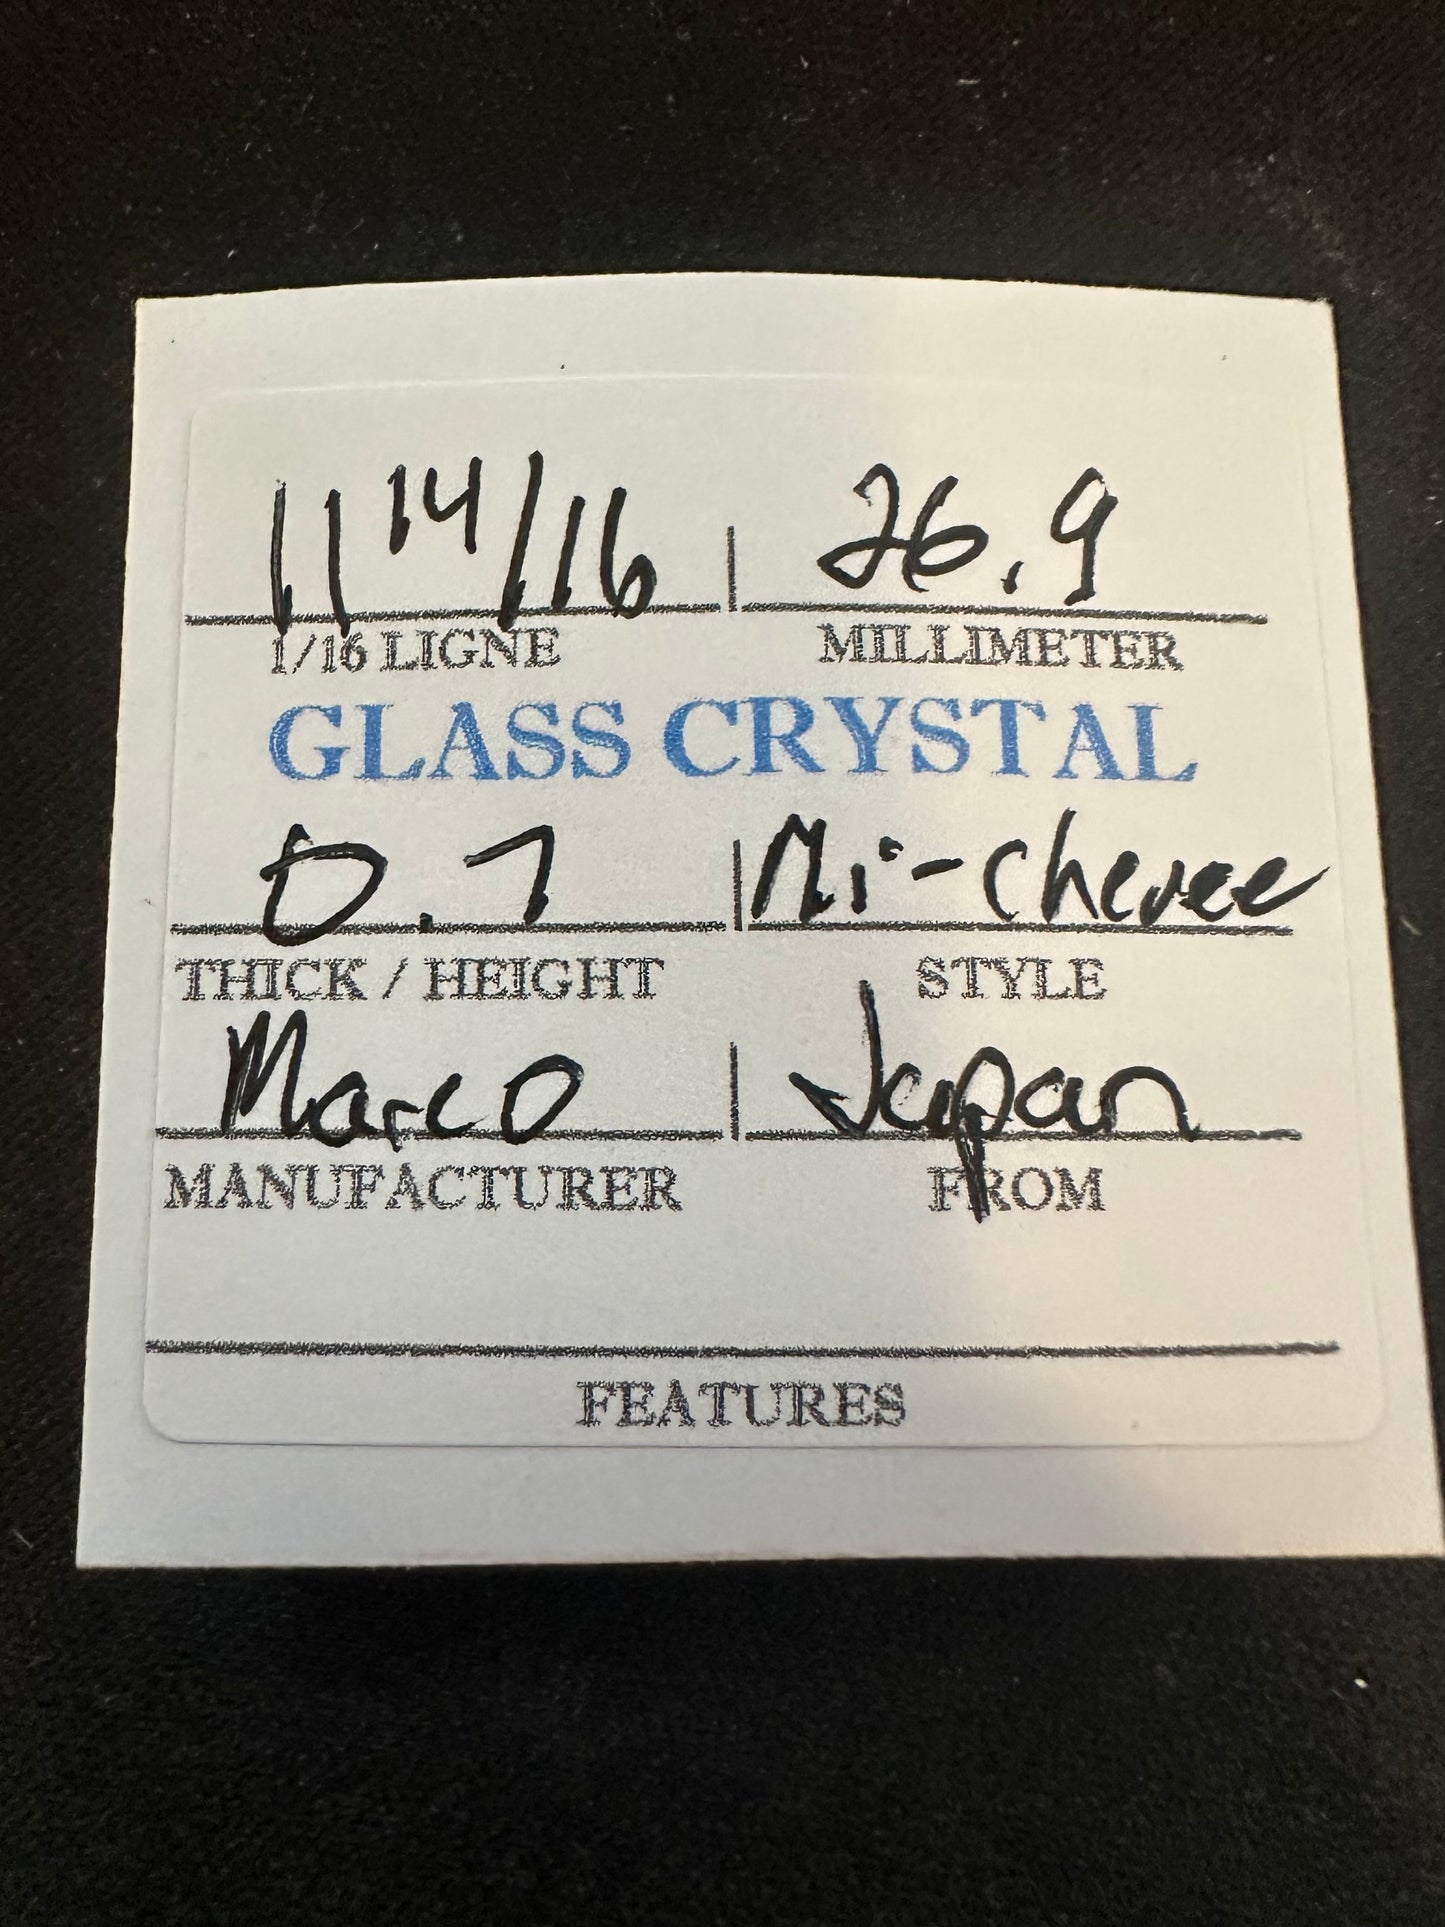 11 14/16 | 26.9
1/16 LIGNE MILLIMETER
GLASS CRYSTAL
0.7 | Mi-cheree
THICK / HEIGHT STYLE
Marco | Japan
MANUFACTURER FROM
FEATURES